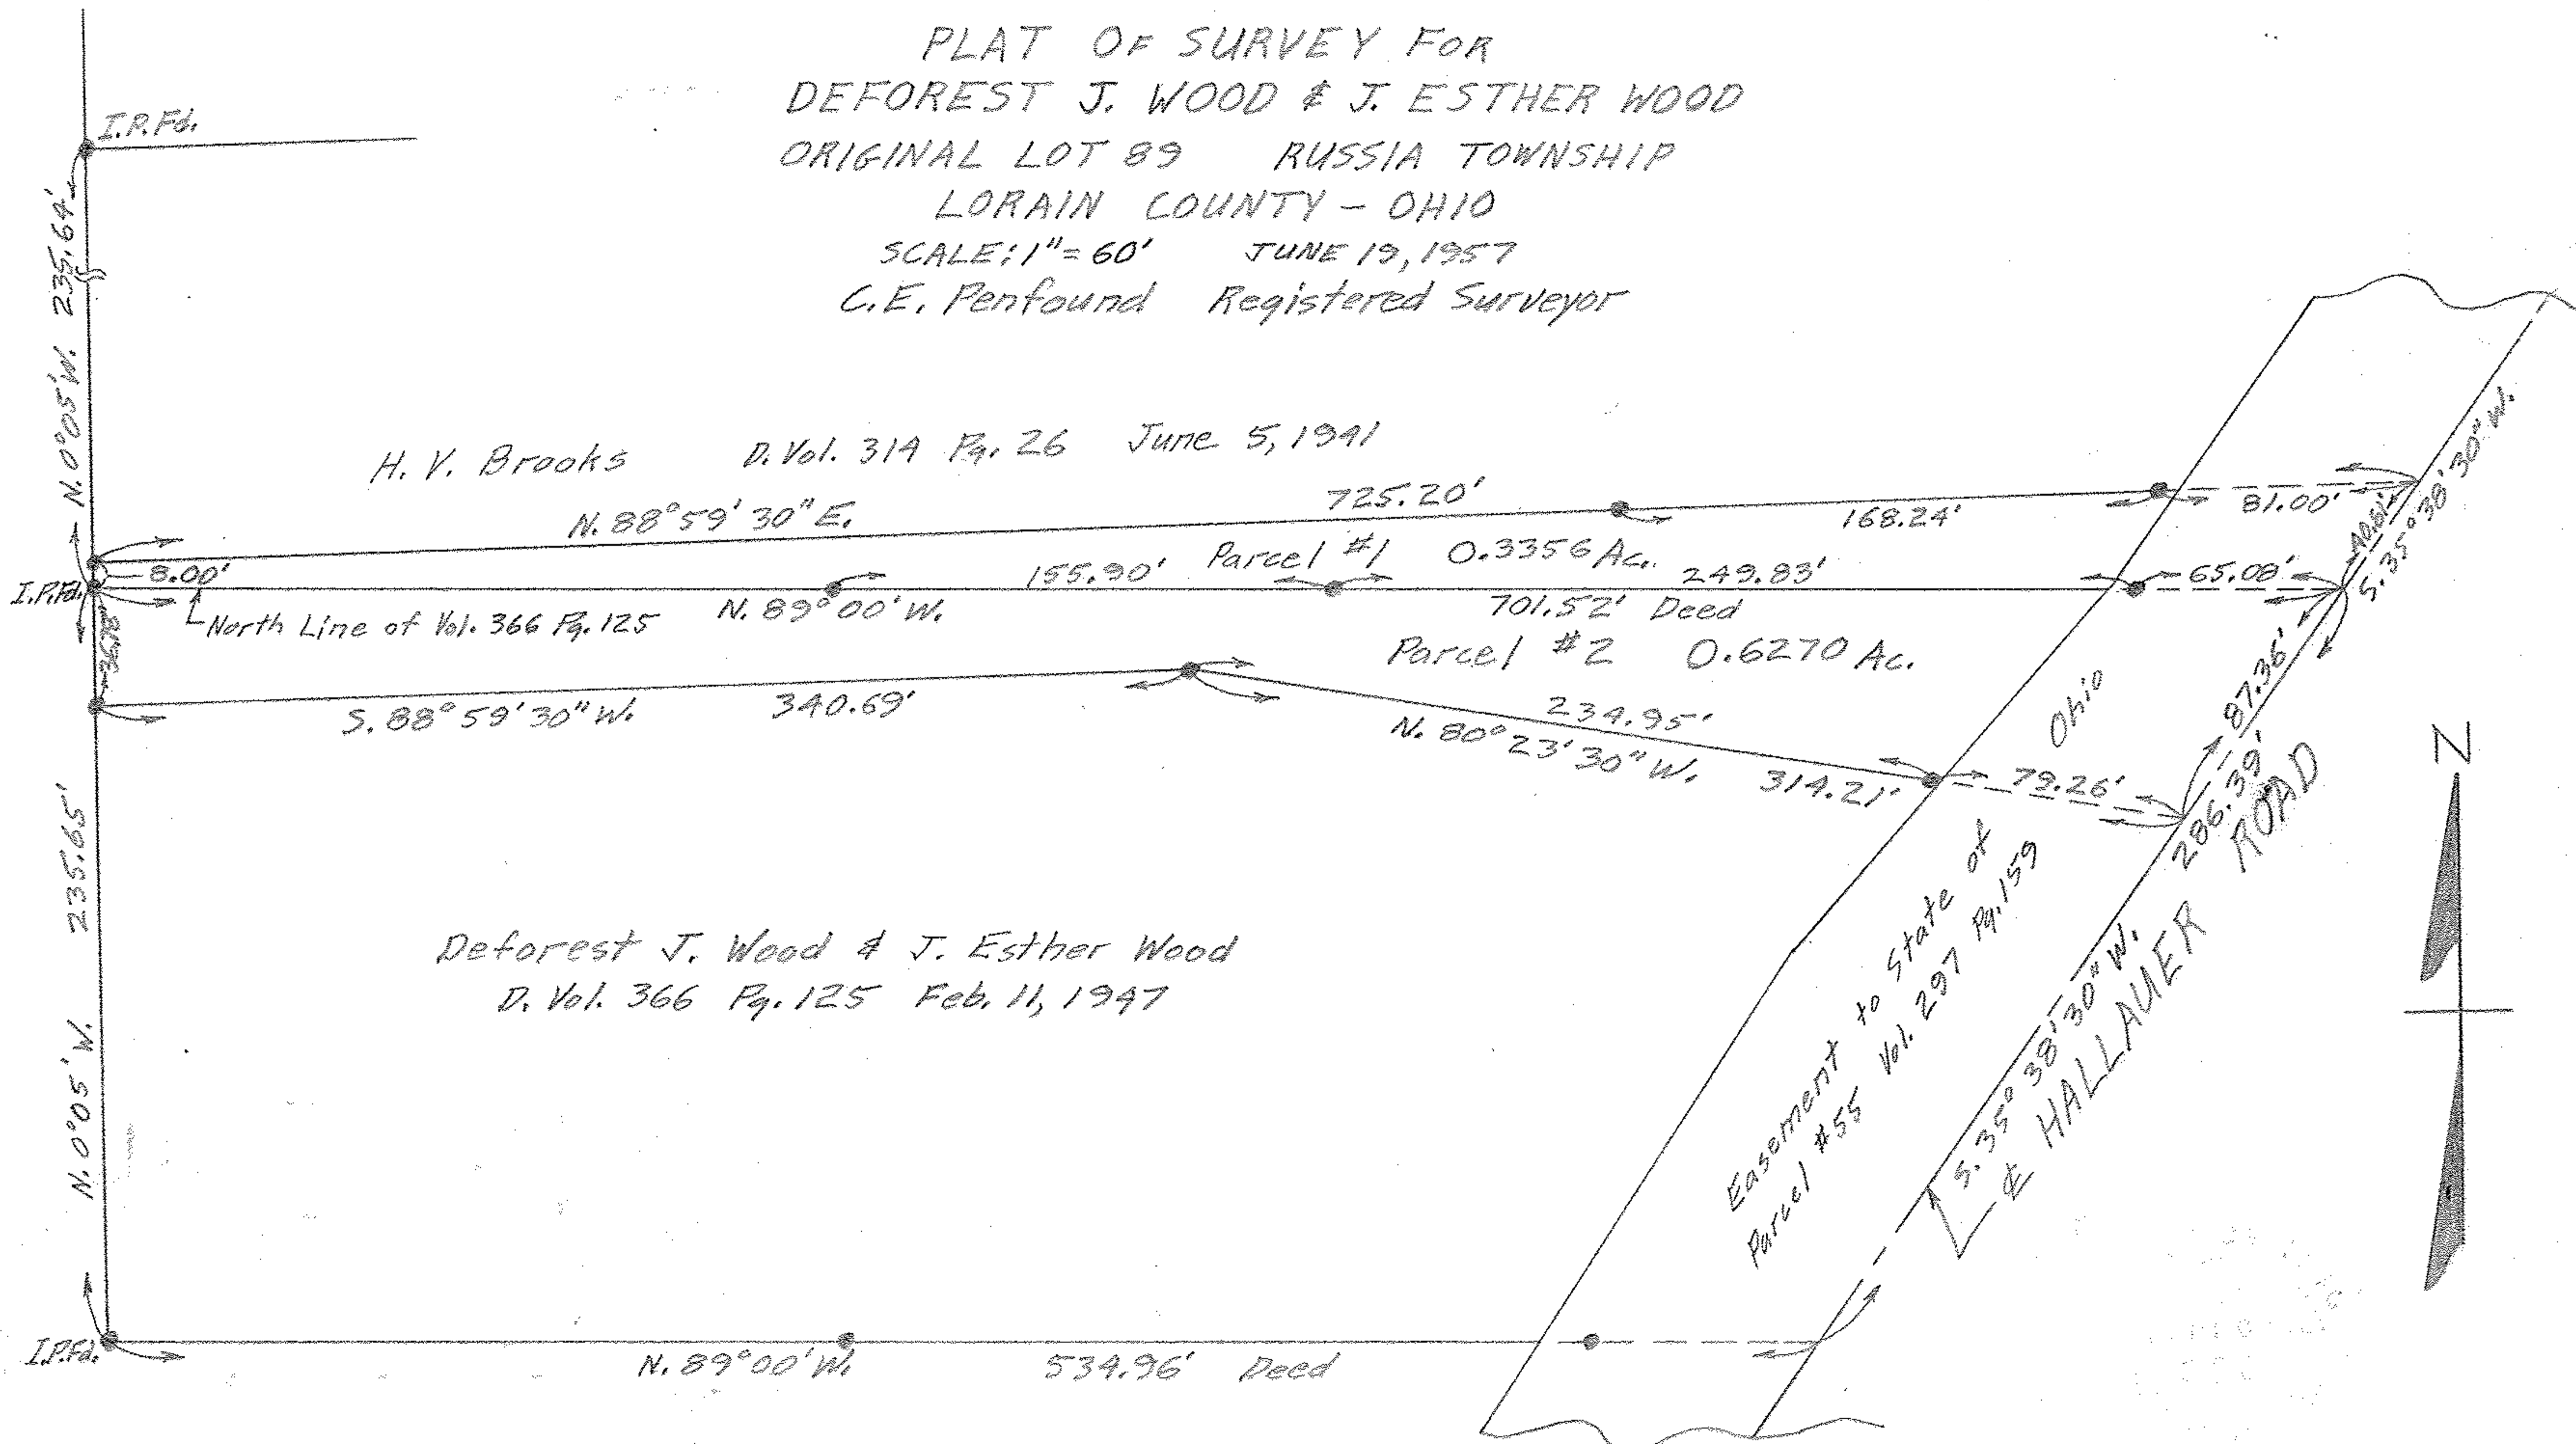 PLAT OF SURVEY FOR
DEFOREST J. WOOD & J. ESTHER WOOD
ORIGINAL LOT 89 RUSSIA TOWNSHIP
LORAIN COUNTY - OHIO
SCALE: 1" = 60' JUNE 19, 1957
C.E. Penfound Registered Surveyor
I.P.Fd.
N. 0°05' W. 235.64'
H. V. Brooks D. Vol. 314 Pg. 26 June 5, 1941
N. 88° 59' 30" E.
725.20'
168.24'
81.00'
40.61'
S. 35° 38' 30" W.
Parcel #1 0.3356 Ac.
8.00'
155.90'
249.83'
65.08'
I.P.Fd.
North Line of Vol. 366 Pg. 125
N. 89° 00' W.
701.52' Deed
36.18'
Parcel #2 0.6270 Ac.
S. 88° 59' 30" W.
340.69'
234.95'
N. 80° 23' 30" W.
314.21'
79.26'
87.36'
286.39'
N
N. 0°05' W. 235.65'
Deforest J. Wood & J. Esther Wood
D. Vol. 366 Pg. 125 Feb. 11, 1947
Easement to State of Ohio
Parcel #55 Vol. 297 Pg. 159
S. 35° 38' 30" W.
℄ HALLAUER ROAD
I.P.Fd.
N. 89° 00' W.
534.96' Deed